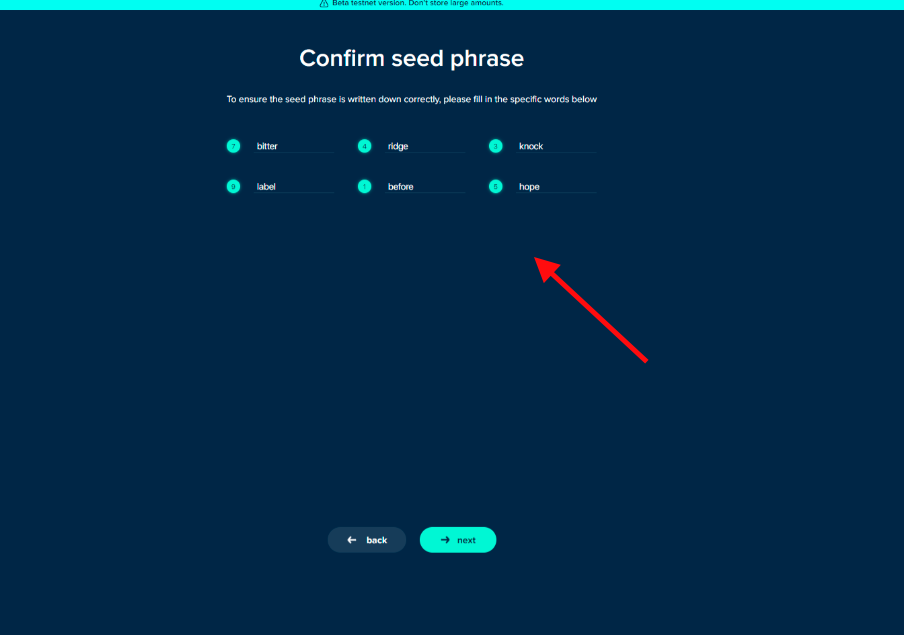 Beta testnet version. Don't store large amounts.
Confirm seed phrase
To ensure the seed phrase is written down correctly, please fill in the specific words below
7 bitter 4 ridge 3 knock
9 label 1 before
hope
back next